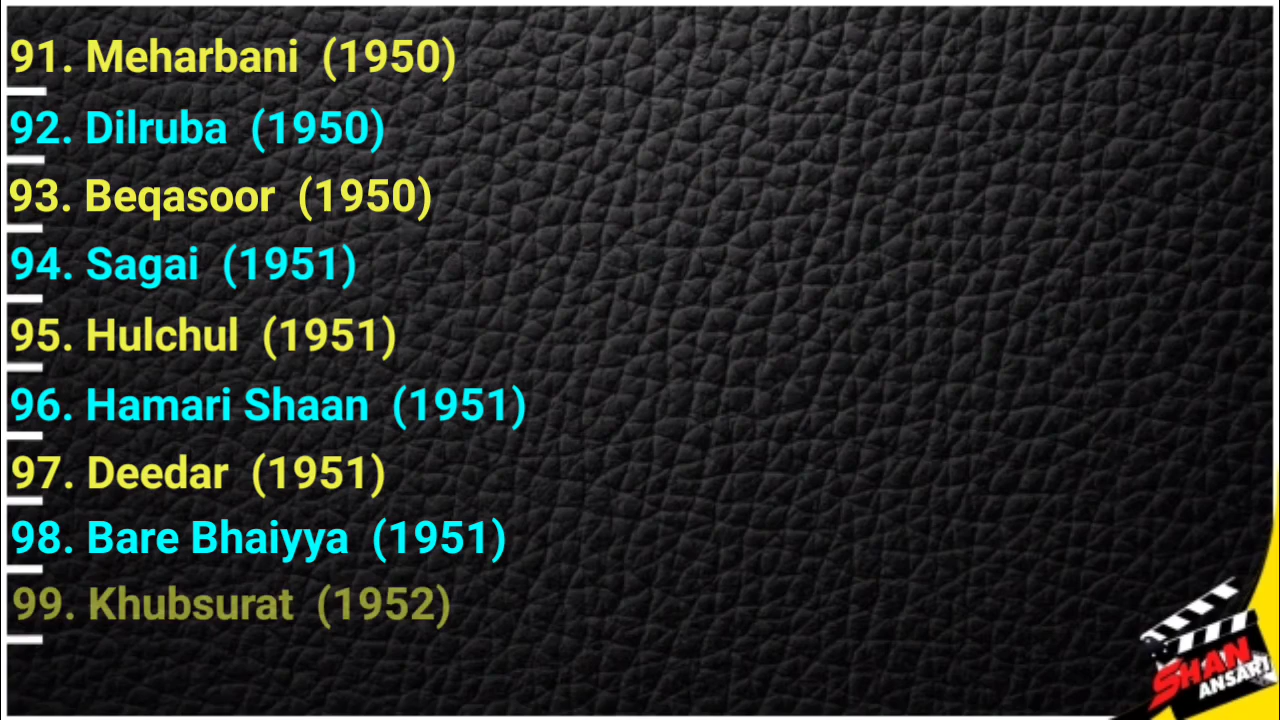 91. Meharbani (1950)
92. Dilruba (1950)
93. Beqasoor (1950)
94. Sagai (1951)
95. Hulchul (1951)
96. Hamari Shaan (1951)
97. Deedar (1951)
98. Bare Bhaiyya (1951)
99. Khubsurat (1952)
SHAN
ANSARI